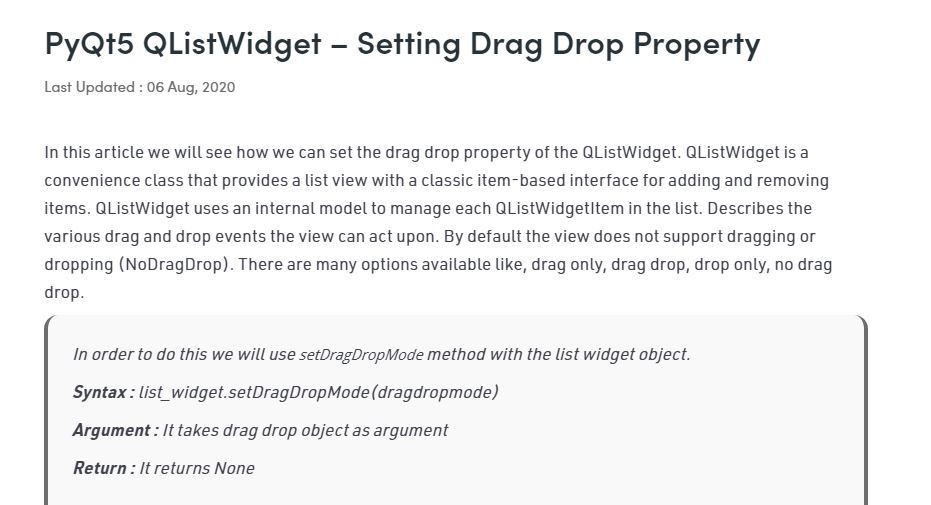 PyQt5 QListWidget – Setting Drag Drop Property
Last Updated : 06 Aug, 2020
In this article we will see how we can set the drag drop property of the QListWidget. QListWidget is a
convenience class that provides a list view with a classic item-based interface for adding and removing
items. QListWidget uses an internal model to manage each QListWidgetItem in the list. Describes the
various drag and drop events the view can act upon. By default the view does not support dragging or
dropping (NoDragDrop). There are many options available like, drag only, drag drop, drop only, no drag
drop.
In order to do this we will use setDragDropMode method with the list widget object.
Syntax : list_widget.setDragDropMode(dragdropmode)
Argument : It takes drag drop object as argument
Return : It returns None